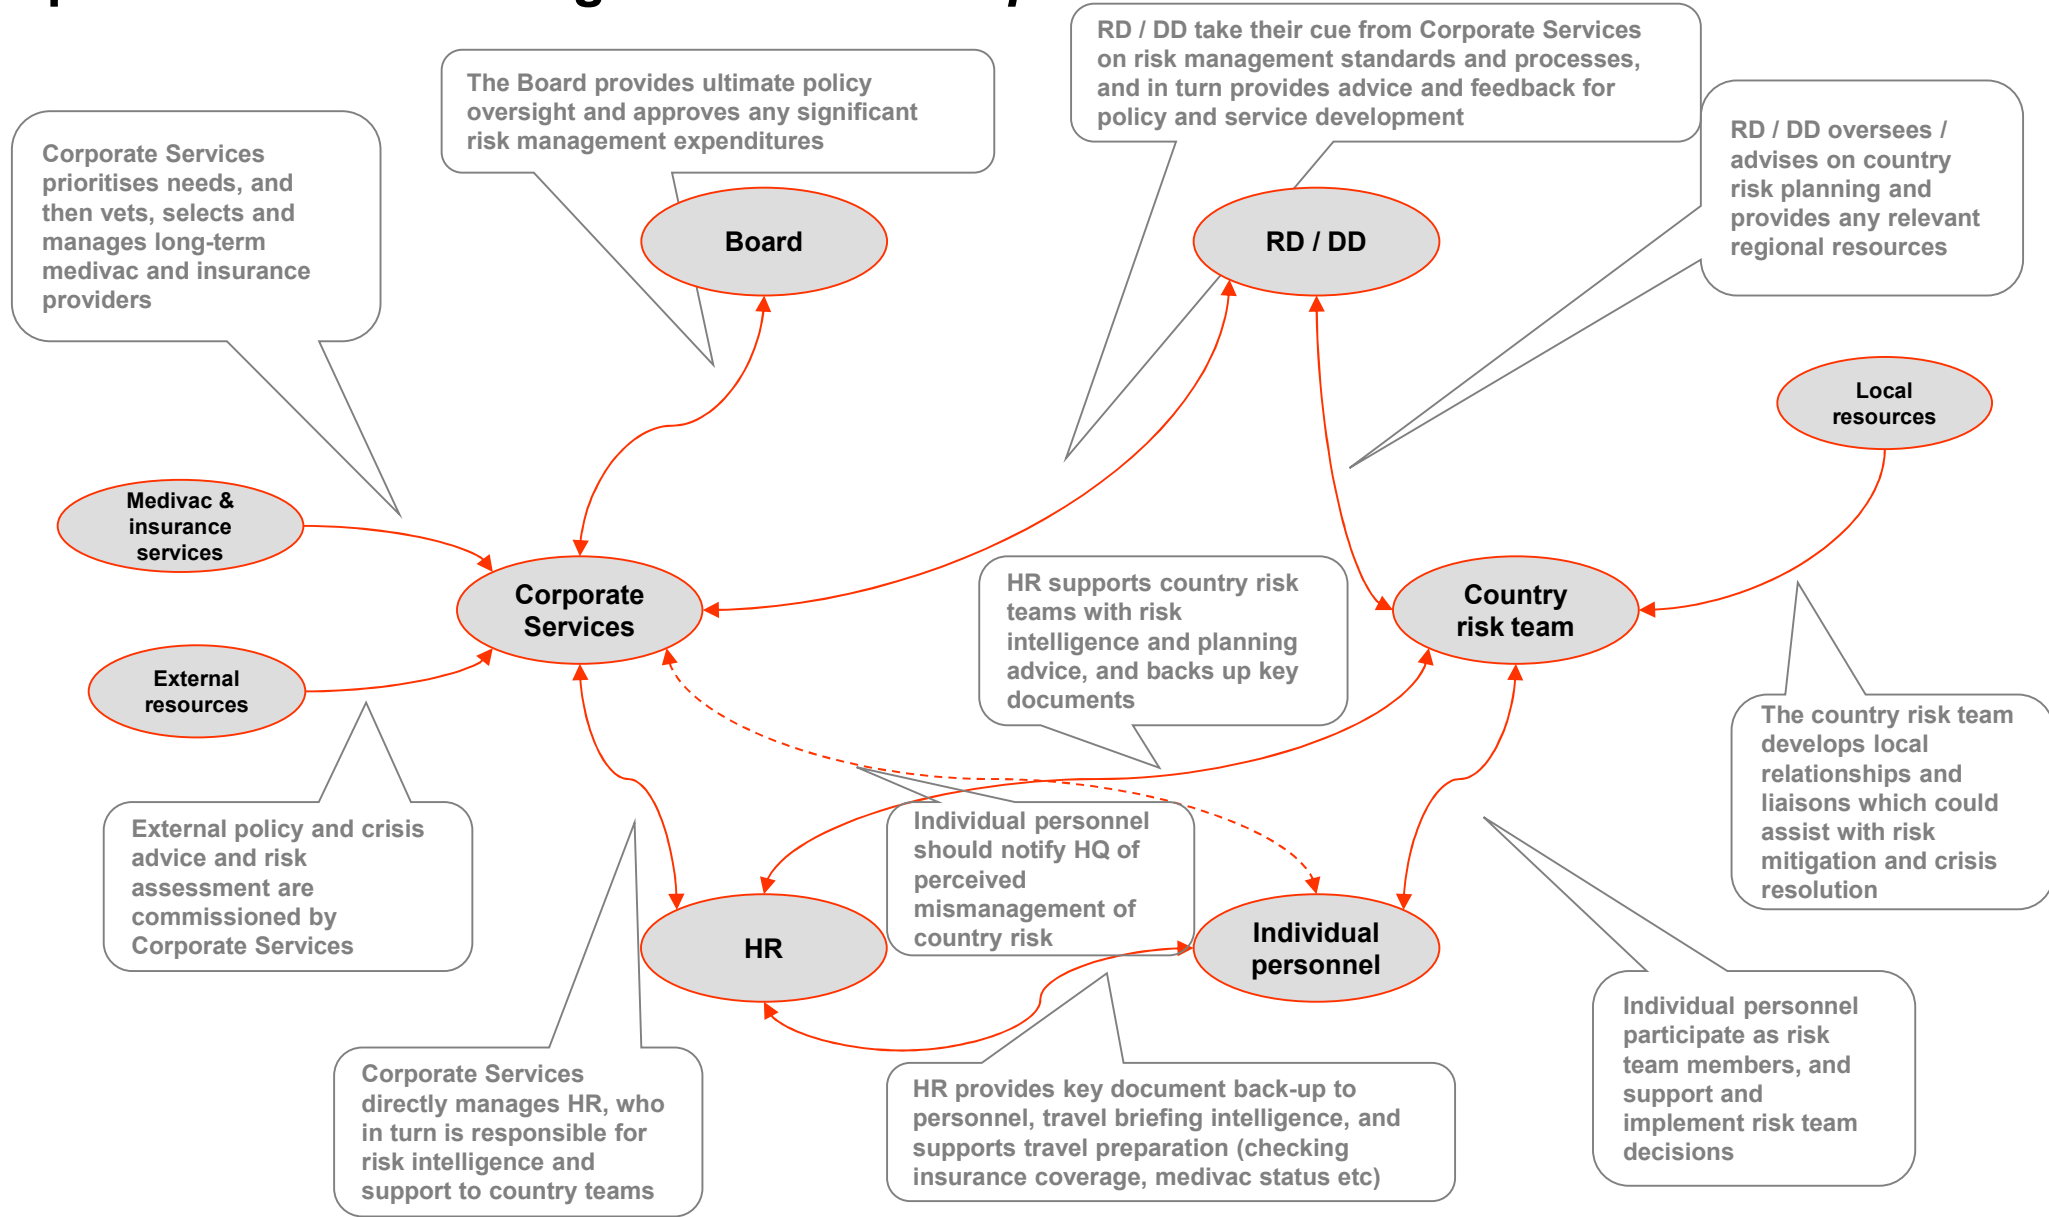 RD / DD take their cue from Corporate Services
on risk management standards and processes,
and in turn provides advice and feedback for
policy and service development
The Board provides ultimate policy
oversight and approves any significant
risk management expenditures
RD / DD oversees /
advises on country
risk planning and
provides any relevant
regional resources
Corporate Services
prioritises needs, and
then vets, selects and
manages long-term
medivac and insurance
providers
Board
RD / DD
Local
resources
Medivac &
insurance
services
Corporate
Services
HR supports country risk
teams with risk
intelligence and planning
advice, and backs up key
documents
Country
risk team
External
resources
The country risk team
develops local
relationships and
liaisons which could
assist with risk
mitigation and crisis
resolution
External policy and crisis
advice and risk
assessment are
commissioned by
Corporate Services
Individual personnel
should notify HQ of
perceived
mismanagement of
country risk
HR
Individual
personnel
Individual personnel
participate as risk
team members, and
support and
implement risk team
decisions
Corporate Services
directly manages HR, who
in turn is responsible for
risk intelligence and
support to country teams
HR provides key document back-up to
personnel, travel briefing intelligence, and
supports travel preparation (checking
insurance coverage, medivac status etc)